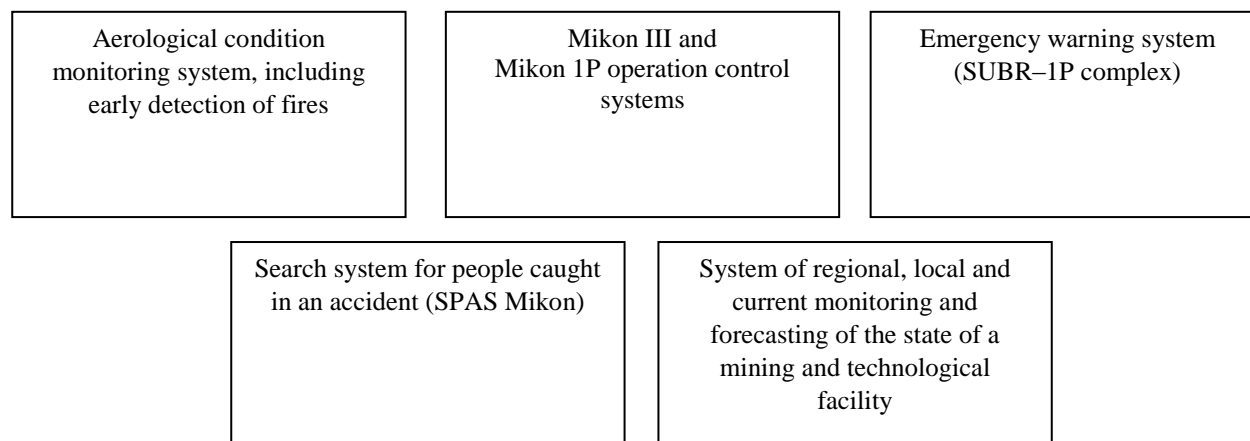 Aerological condition
monitoring system, including
early detection of fires
Mikon III and
Mikon 1P operation control
systems
Emergency warning system
(SUBR–1P complex)
Search system for people caught
in an accident (SPAS Mikon)
System of regional, local and
current monitoring and
forecasting of the state of a
mining and technological
facility